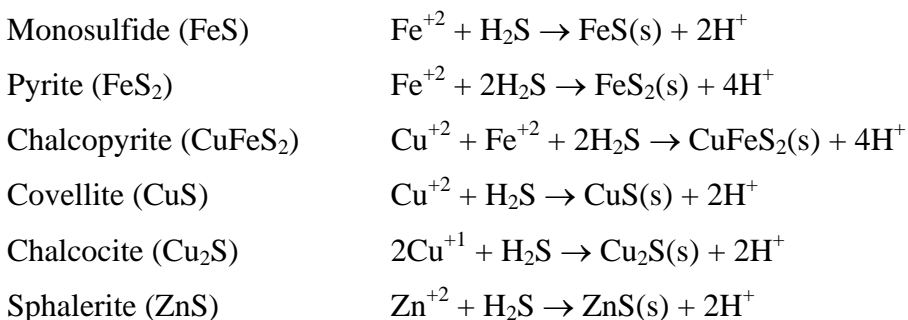 Monosulfide (FeS) Fe⁺² + H₂S → FeS(s) + 2H⁺
Pyrite (FeS₂) Fe⁺² + 2H₂S → FeS₂(s) + 4H⁺
Chalcopyrite (CuFeS₂) Cu⁺² + Fe⁺² + 2H₂S → CuFeS₂(s) + 4H⁺
Covellite (CuS) Cu⁺² + H₂S → CuS(s) + 2H⁺
Chalcocite (Cu₂S) 2Cu⁺¹ + H₂S → Cu₂S(s) + 2H⁺
Sphalerite (ZnS) Zn⁺² + H₂S → ZnS(s) + 2H⁺